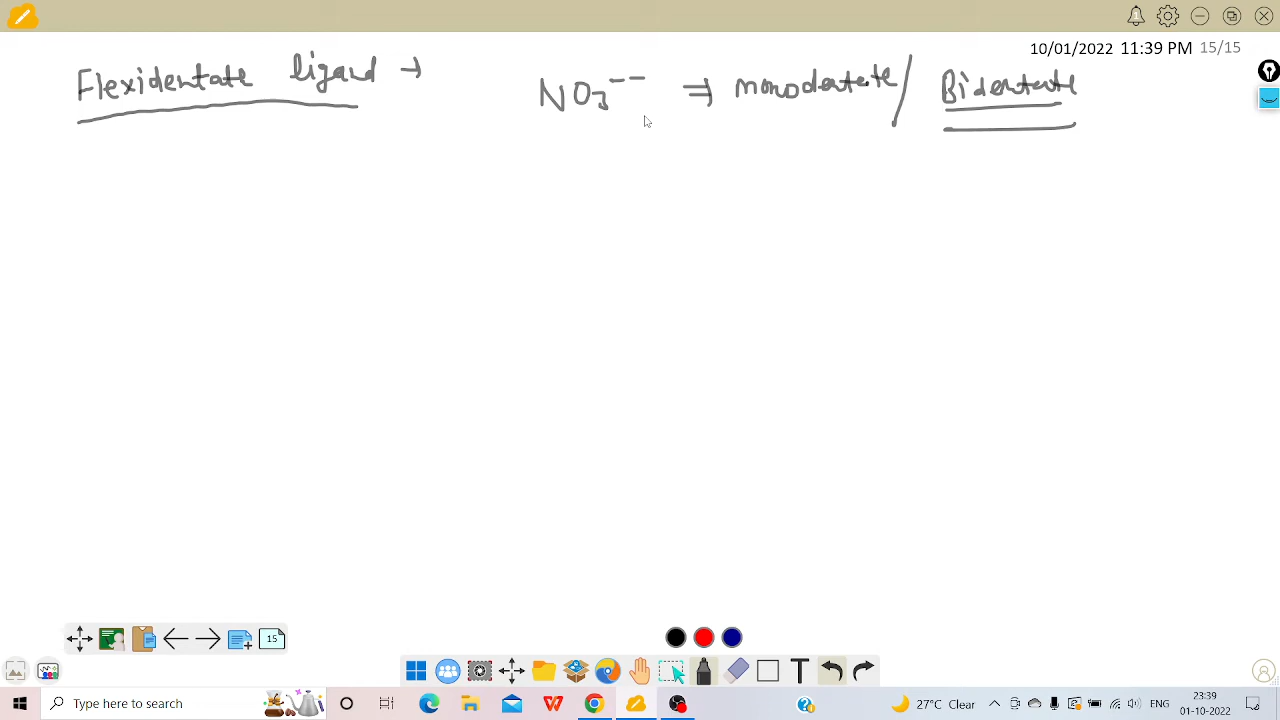 10/01/2022 11:39 PM 15/15
Flexidentate ligand → NO3-- ⇒ monodentate / Bidentate
15
T
Type here to search
27°C Clear
ENG
23:39
01-10-2022